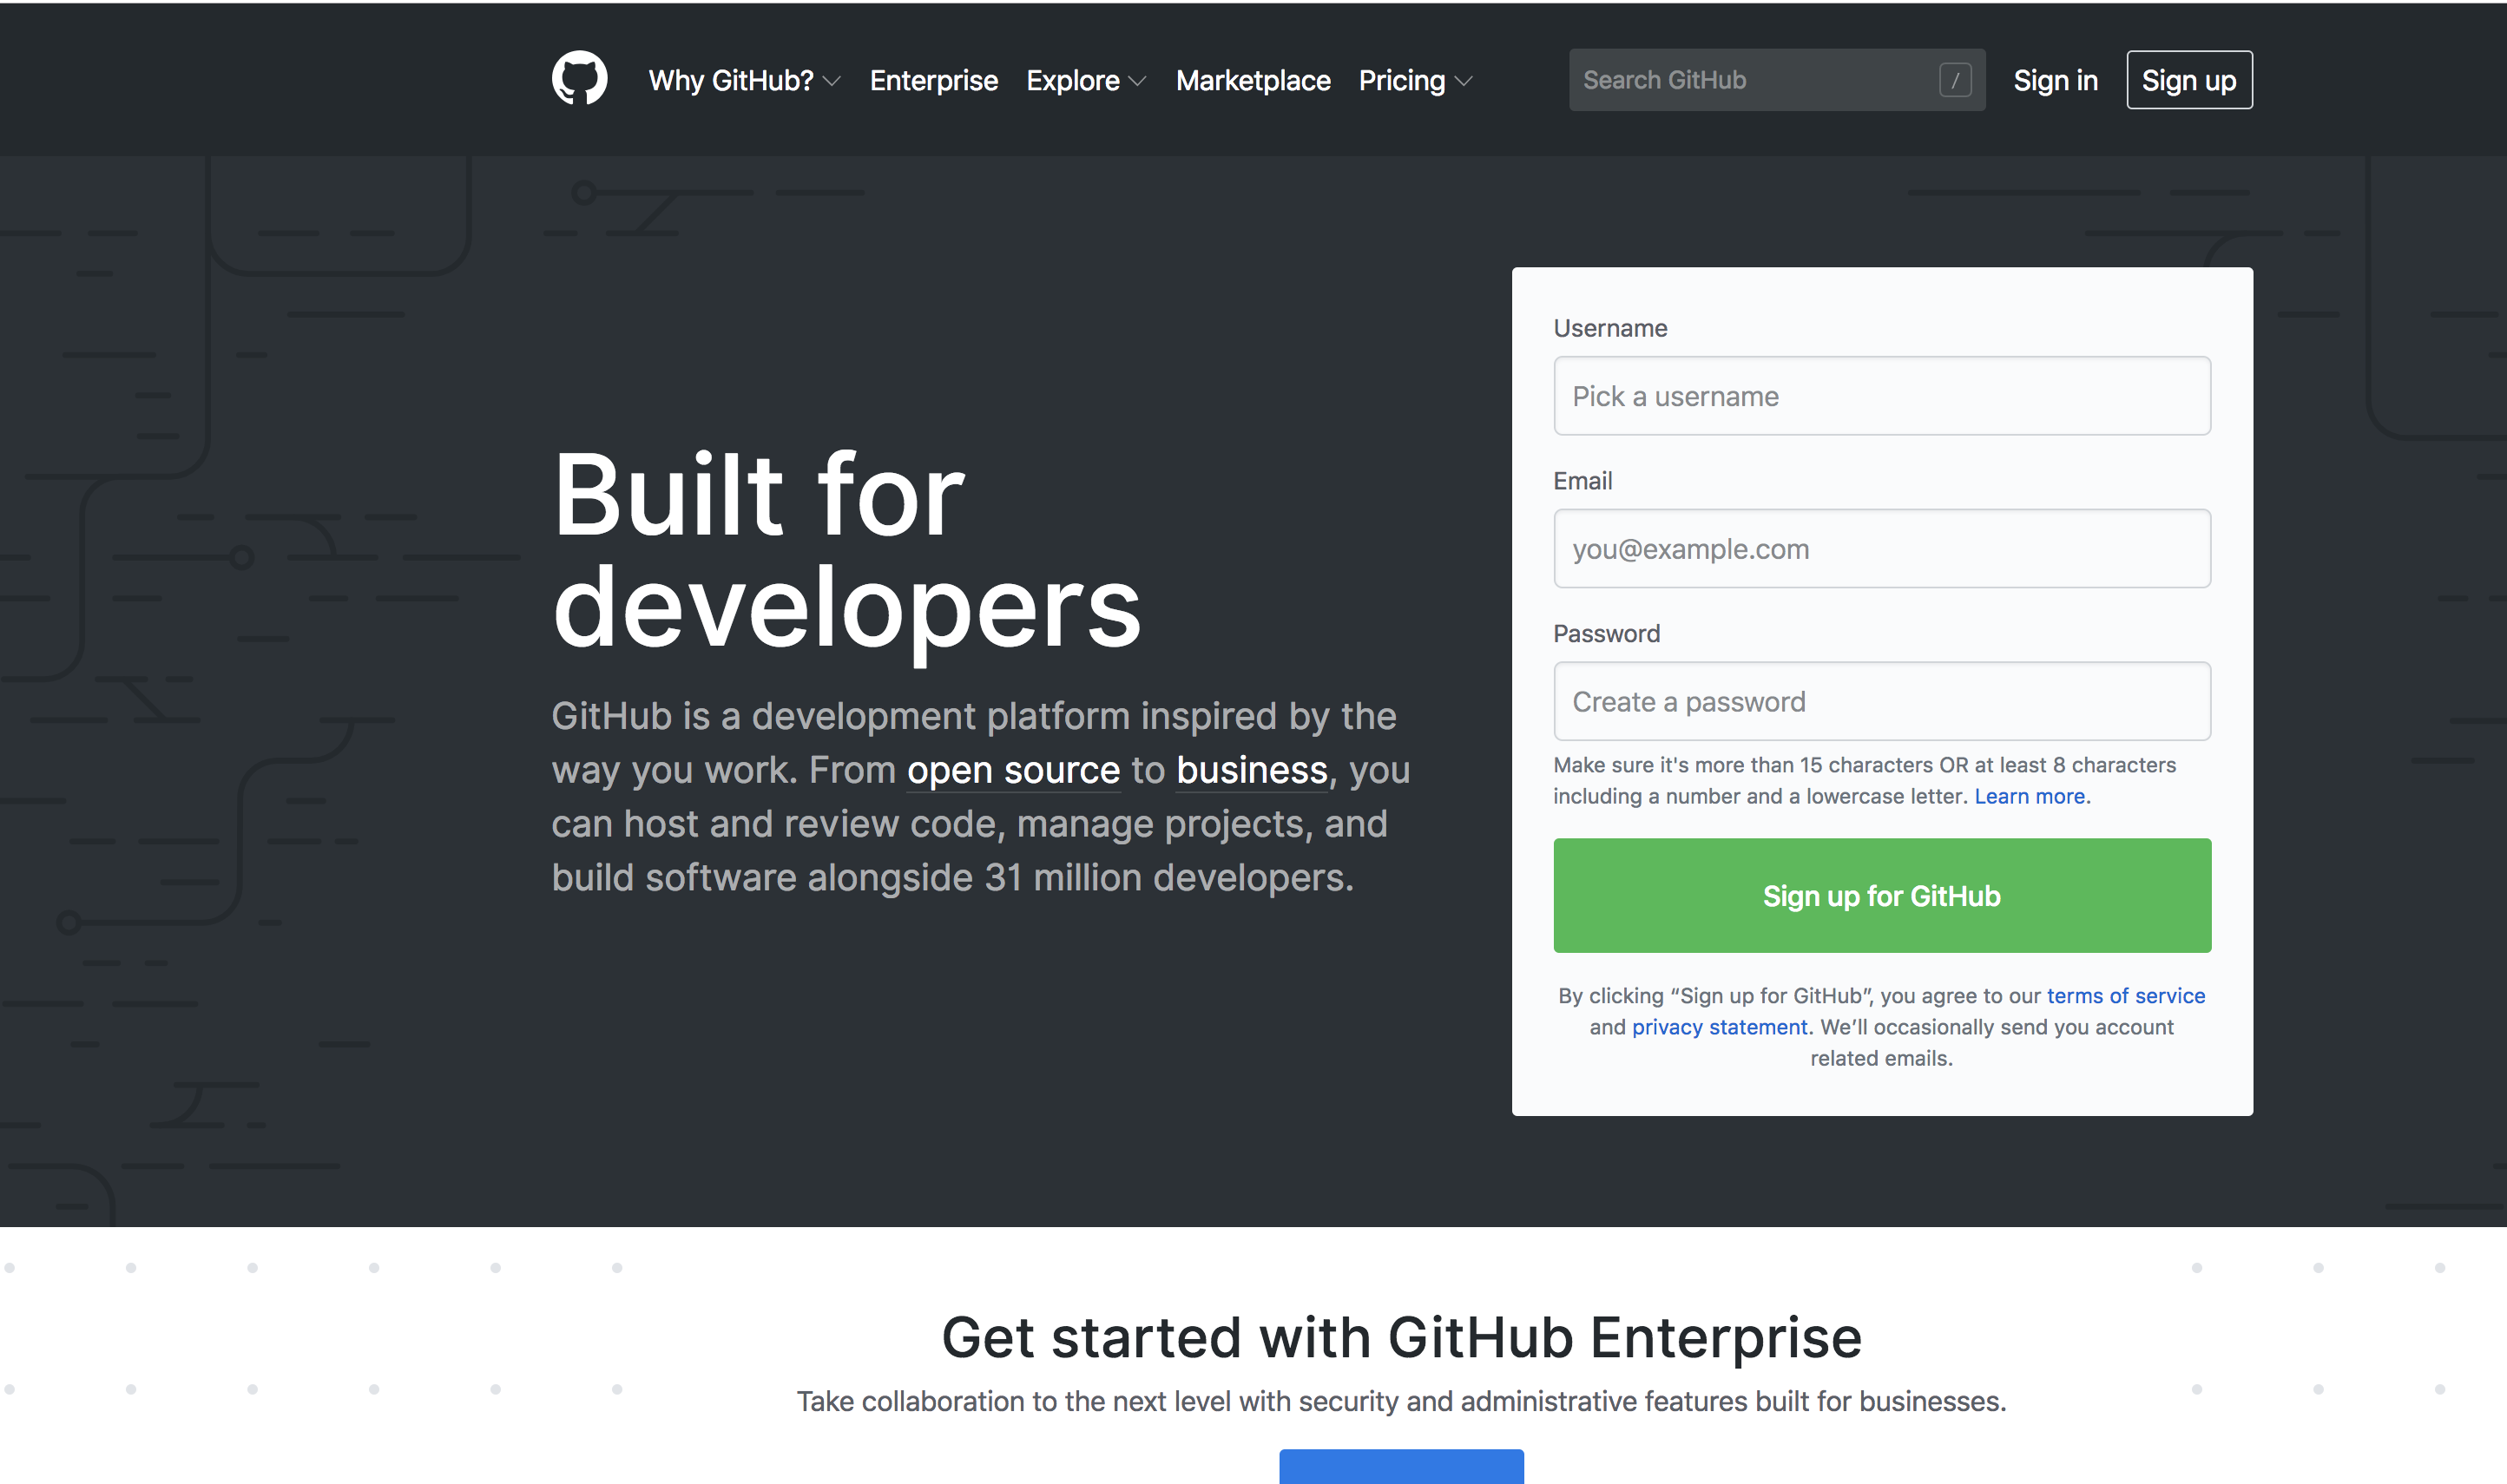 Why GitHub? Enterprise Explore Marketplace Pricing Search GitHub / Sign in Sign up
Built for
developers
GitHub is a development platform inspired by the
way you work. From open source to business, you
can host and review code, manage projects, and
build software alongside 31 million developers.
Username
Pick a username
Email
you@example.com
Password
Create a password
Make sure it's more than 15 characters OR at least 8 characters
including a number and a lowercase letter. Learn more.
Sign up for GitHub
By clicking “Sign up for GitHub”, you agree to our terms of service
and privacy statement. We’ll occasionally send you account
related emails.
Get started with GitHub Enterprise
Take collaboration to the next level with security and administrative features built for businesses.